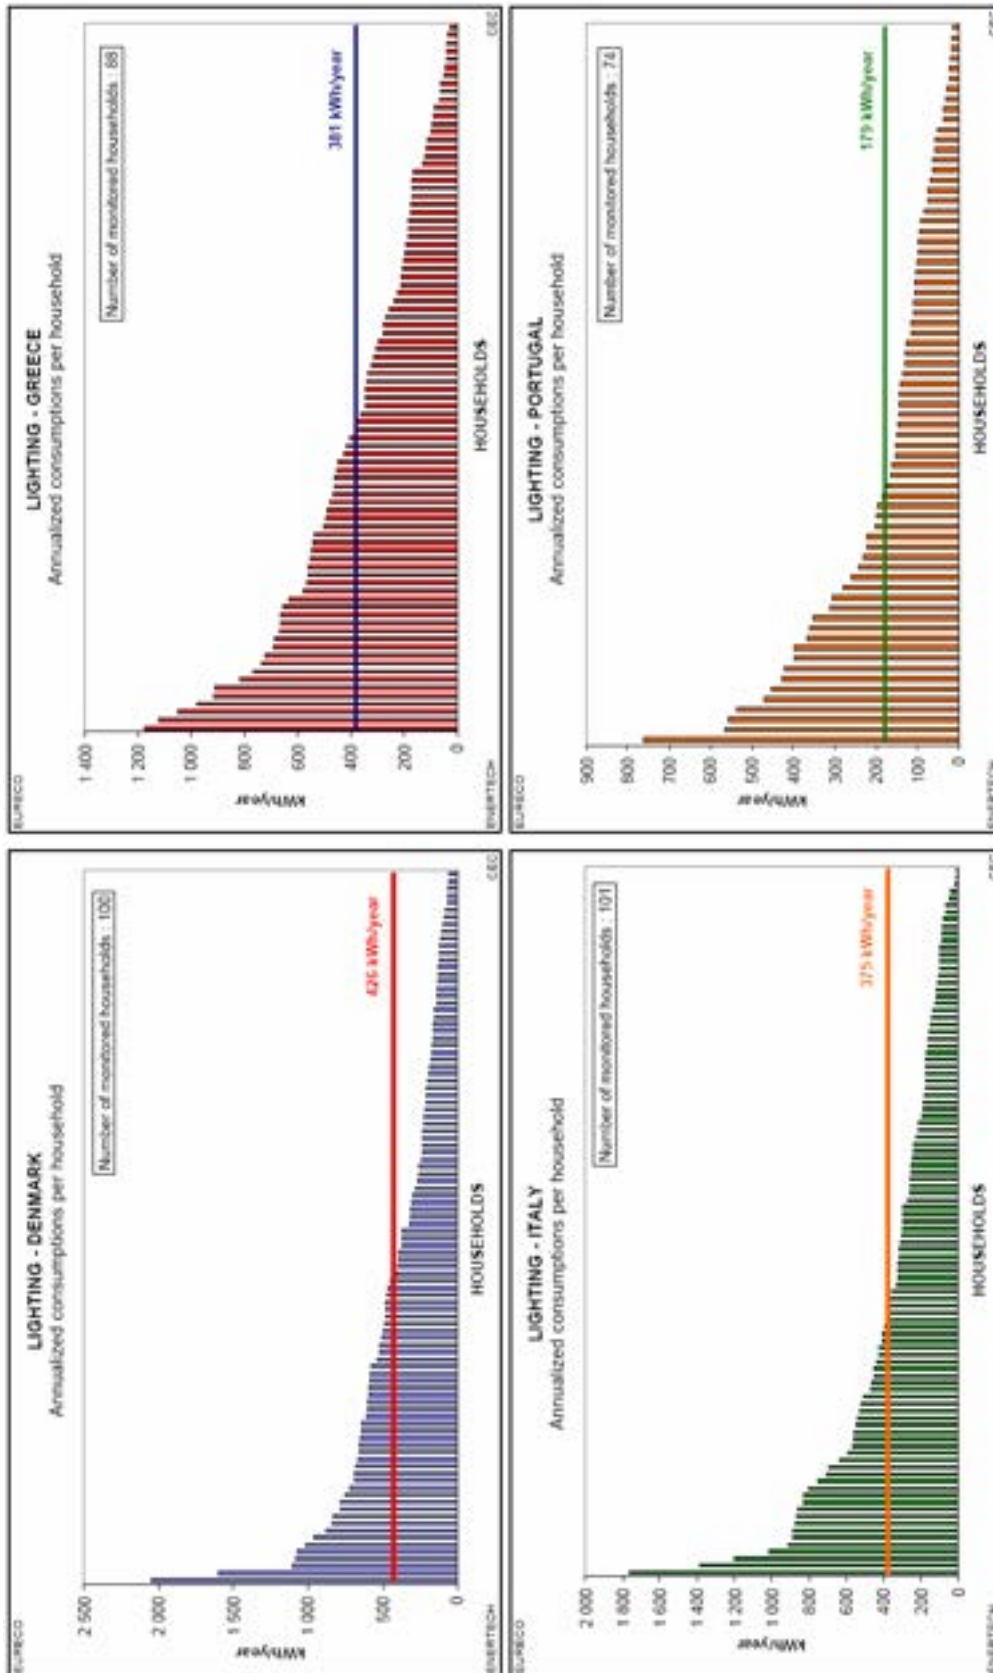 LIGHTING - DENMARK
Annualized consumptions per household
EURECO
Number of monitored households : 100
2 500
2 000
1 500
1 000
500
0
kWh/year
426 kWh/year
HOUSEHOLDS
ENERTECH
CEC
LIGHTING - GREECE
Annualized consumptions per household
EURECO
Number of monitored households : 88
1 400
1 200
1 000
800
600
400
200
0
kWh/year
381 kWh/year
HOUSEHOLDS
ENERTECH
CEC
LIGHTING - ITALY
Annualized consumptions per household
EURECO
Number of monitored households : 101
2 000
1 800
1 600
1 400
1 200
1 000
800
600
400
200
0
kWh/year
375 kWh/year
HOUSEHOLDS
ENERTECH
CEC
LIGHTING - PORTUGAL
Annualized consumptions per household
EURECO
Number of monitored households : 74
900
800
700
600
500
400
300
200
100
0
kWh/year
179 kWh/year
HOUSEHOLDS
ENERTECH
CEC